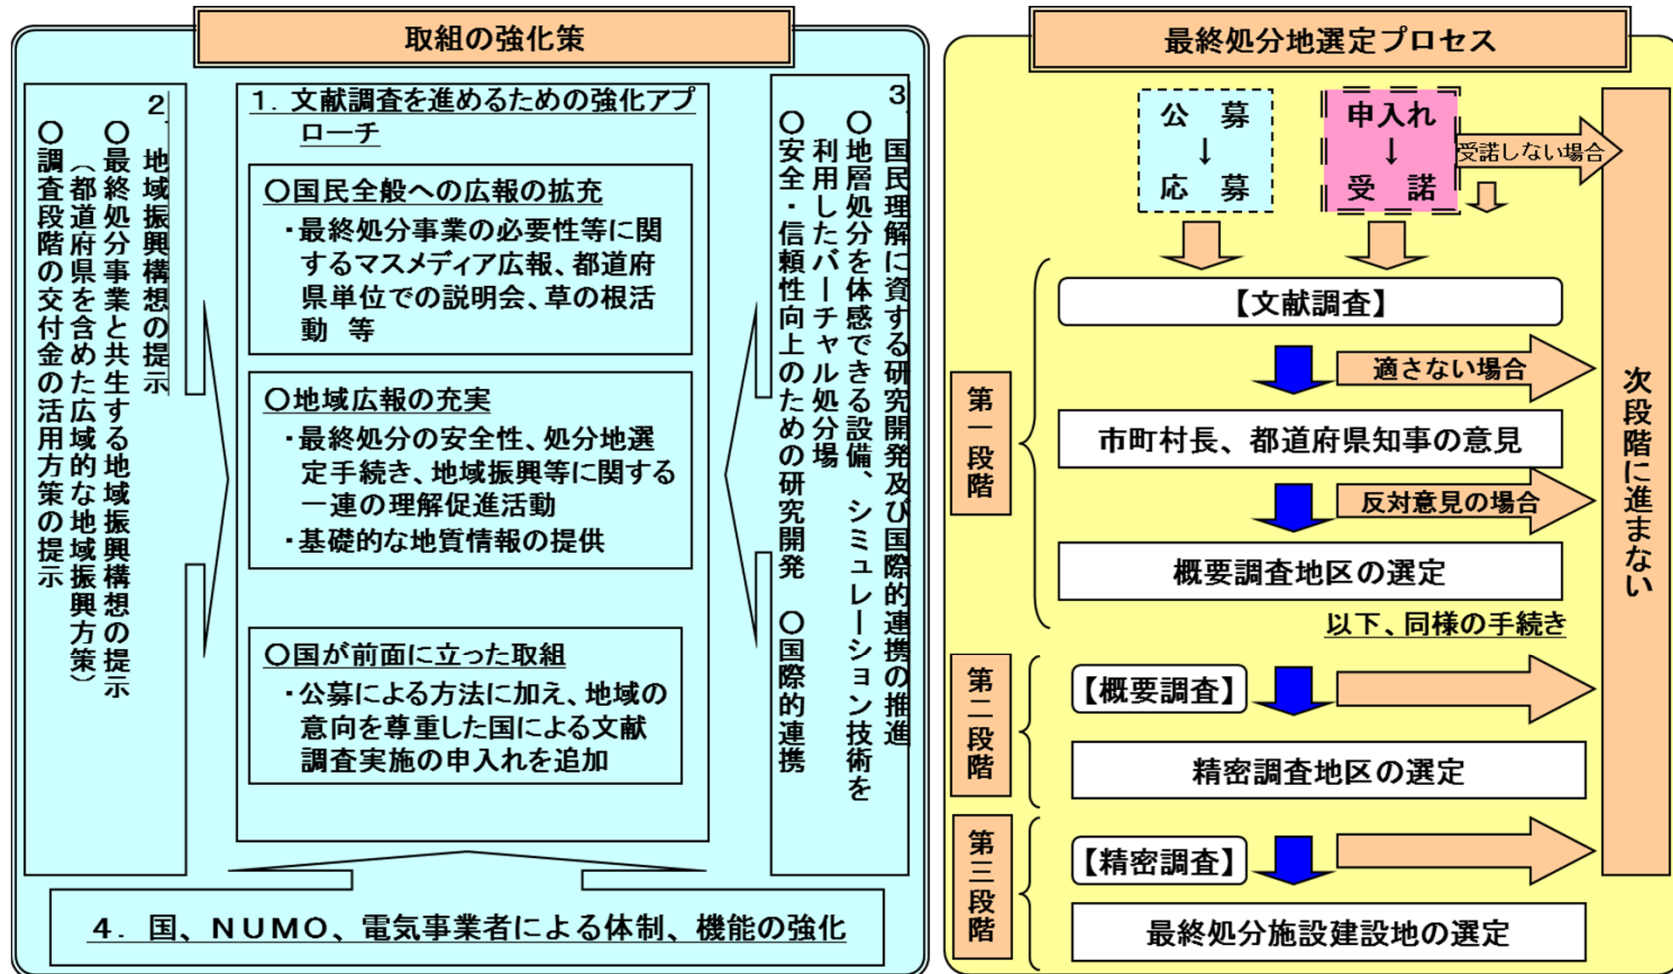 取組の強化策
２．地域振興構想の提示
○最終処分事業と共生する地域振興構想の提示
（都道府県を含めた広域的な地域振興方策）
○調査段階の交付金の活用方策の提示
１．文献調査を進めるための強化アプ
ローチ
○国民全般への広報の拡充
・最終処分事業の必要性等に関
するマスメディア広報、都道府
県単位での説明会、草の根活
動　等
○地域広報の充実
・最終処分の安全性、処分地選
定手続き、地域振興等に関する
一連の理解促進活動
・基礎的な地質情報の提供
○国が前面に立った取組
・公募による方法に加え、地域の
意向を尊重した国による文献
調査実施の申入れを追加
３．国民理解に資する研究開発及び国際的連携の推進
○地層処分を体感できる設備、シミュレーション技術を
利用したバーチャル処分場
○安全・信頼性向上のための研究開発　○国際的連携
４．国、ＮＵＭＯ、電気事業者による体制、機能の強化
最終処分地選定プロセス
公　募
↓
応　募
申入れ
↓
受　諾
受諾しない場合
第一段階
【文献調査】
適さない場合
市町村長、都道府県知事の意見
反対意見の場合
概要調査地区の選定
以下、同様の手続き
第二段階
【概要調査】
精密調査地区の選定
第三段階
【精密調査】
最終処分施設建設地の選定
次段階に進まない